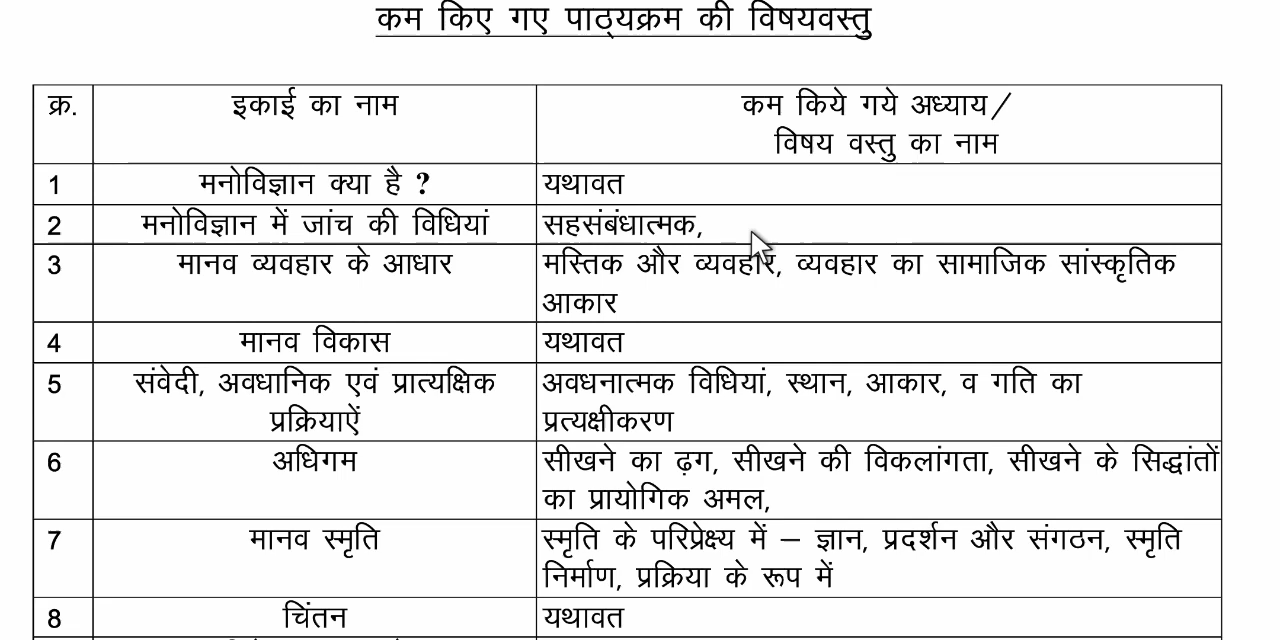 कम किए गए पाठ्यक्रम की विषयवस्तु
क्र. इकाई का नाम कम किये गये अध्याय/
विषय वस्तु का नाम
1 मनोविज्ञान क्या है ? यथावत
2 मनोविज्ञान में जांच की विधियां सहसंबंधात्मक,
3 मानव व्यवहार के आधार मस्तिक और व्यवहार, व्यवहार का सामाजिक सांस्कृतिक
आकार
4 मानव विकास यथावत
5 संवेदी, अवधानिक एवं प्रात्यक्षिक अवधनात्मक विधियां, स्थान, आकार, व गति का
प्रक्रियाऐं प्रत्यक्षीकरण
6 अधिगम सीखने का ढ़ग, सीखने की विकलांगता, सीखने के सिद्धांतों
का प्रायोगिक अमल,
7 मानव स्मृति स्मृति के परिप्रेक्ष्य में – ज्ञान, प्रदर्शन और संगठन, स्मृति
निर्माण, प्रक्रिया के रूप में
8 चिंतन यथावत